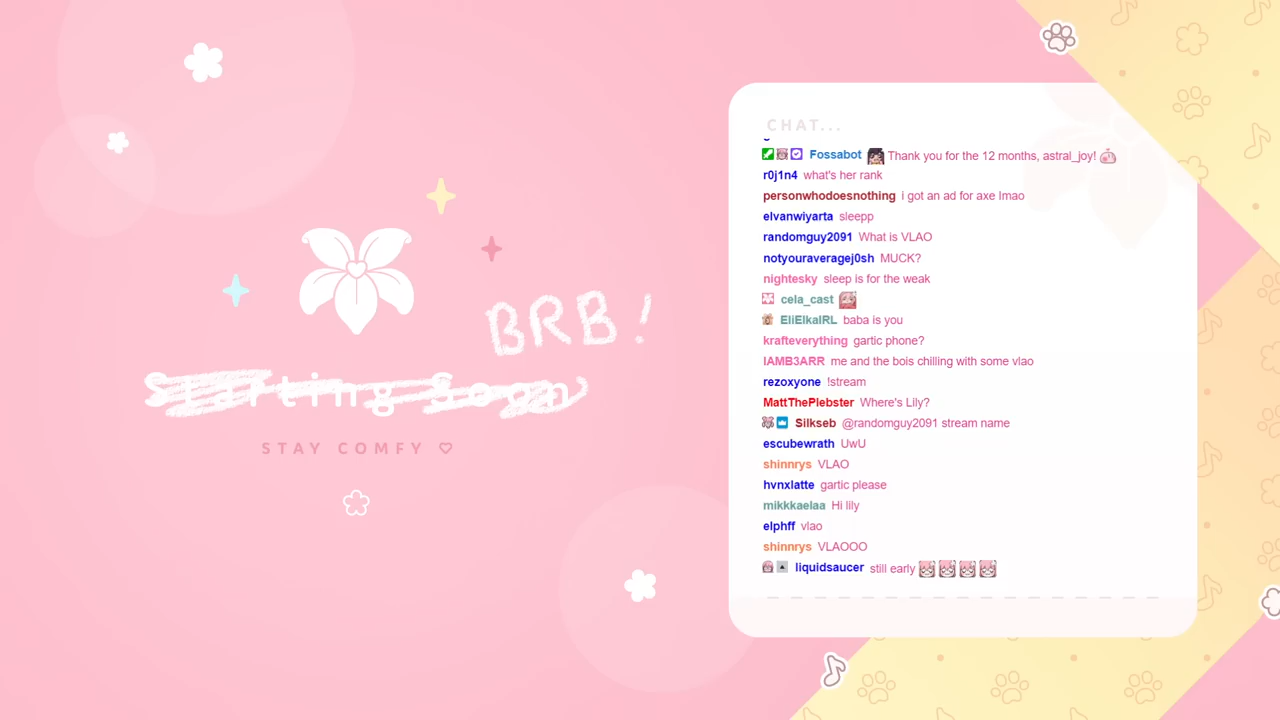 BRB!
Starting Soon
STAY COMFY
CHAT...
Fossabot Thank you for the 12 months, astral_joy!
r0j1n4 what's her rank
personwhodoesnothing i got an ad for axe lmao
elvanwiyarta sleepp
randomguy2091 What is VLAO
notyouraveragej0sh MUCK?
nightesky sleep is for the weak
cela_cast
EliElkaIRL baba is you
krafteverything gartic phone?
IAMB3ARR me and the bois chilling with some vlao
rezoxyone !stream
MattThePlebster Where's Lily?
Silkseb @randomguy2091 stream name
escubewrath UwU
shinnrys VLAO
hvnxlatte gartic please
mikkkaelaa Hi lily
elphff vlao
shinnrys VLAOOO
liquidsaucer still early